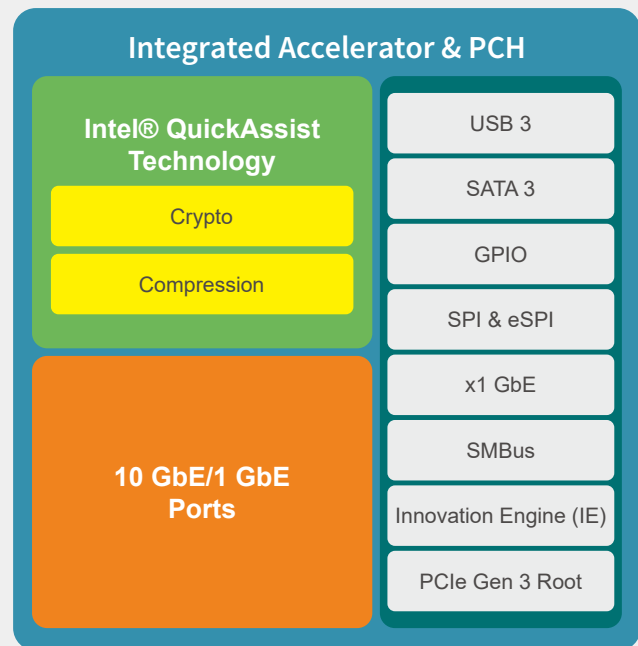 Integrated Accelerator & PCH
Intel® QuickAssist
Technology
Crypto
Compression
10 GbE/1 GbE
Ports
USB 3
SATA 3
GPIO
SPI & eSPI
x1 GbE
SMBus
Innovation Engine (IE)
PCIe Gen 3 Root